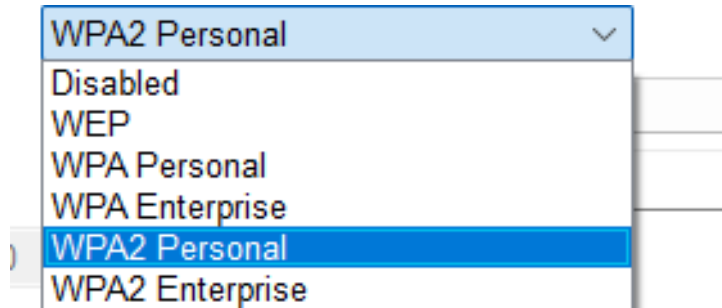 WPA2 Personal
Disabled
WEP
WPA Personal
WPA Enterprise
WPA2 Personal
WPA2 Enterprise